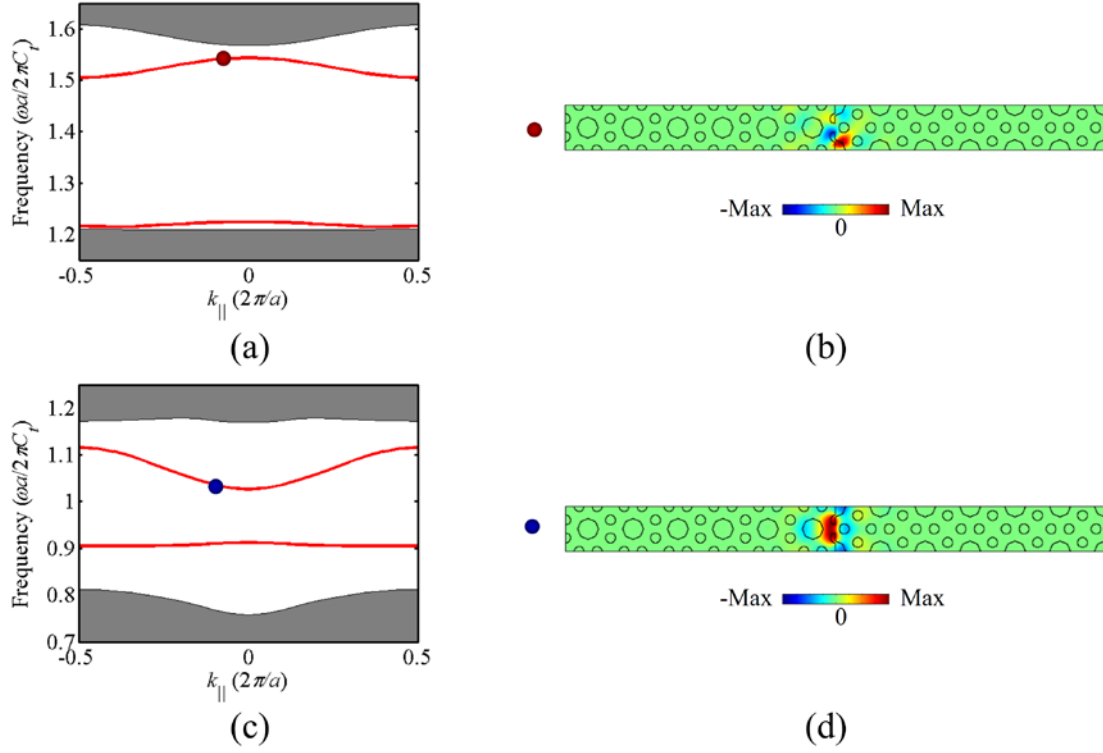 1.6
1.5
1.4
1.3
1.2
Frequency (ωa/2πC_t)
-0.5 0 0.5
k_|| (2π/a)
(a)
-Max Max
0
(b)
1.2
1.1
1
0.9
0.8
0.7
Frequency (ωa/2πC_t)
-0.5 0 0.5
k_|| (2π/a)
(c)
-Max Max
0
(d)